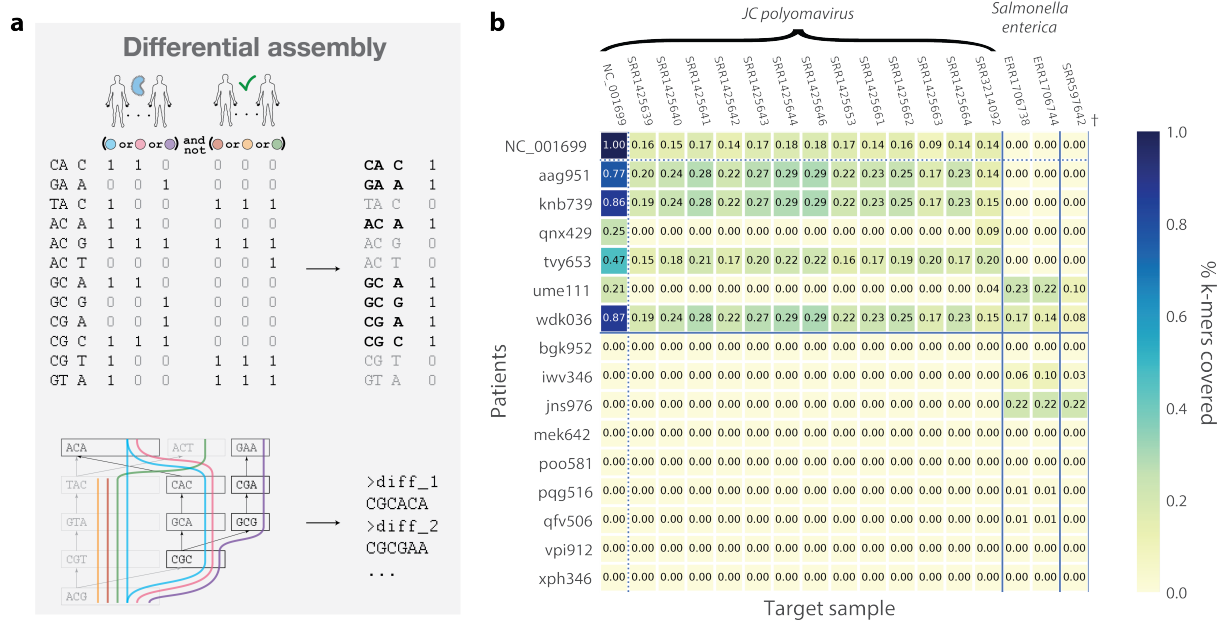 a
Differential assembly
... ...
(or or) and not (or or)
CA C 1 1 0 0 0 0 CA C 1
GA A 0 0 1 0 0 0 GA A 1
TA C 1 0 0 1 1 1 TA C 0
AC A 1 1 0 0 0 0 AC A 1
AC G 1 1 1 1 1 1 AC G 0
AC T 0 0 0 0 0 1 AC T 0
GC A 1 1 0 0 0 0 GC A 1
GC G 0 0 1 0 0 0 GC G 1
CG A 0 0 1 0 0 0 CG A 1
CG C 1 1 1 0 0 0 CG C 1
CG T 1 0 0 1 1 1 CG T 0
GT A 1 0 0 1 1 1 GT A 0
ACA ACT GAA
TAC CAC CGA
GTA GCA GCG
CGT CGC
ACG
>diff_1
CGCACA
>diff_2
CGCGAA
...
b
JC polyomavirus
Salmonella
enterica
NC_001699 SRR1425639 SRR1425640 SRR1425641 SRR1425642 SRR1425643 SRR1425644 SRR1425646 SRR1425660 SRR1425661 SRR1425662 SRR1425663 SRR1425664 SRR3214092 ERR1706738 ERR1706744 SRR597642 †
NC_001699 1.00 0.16 0.15 0.17 0.14 0.17 0.18 0.18 0.17 0.14 0.16 0.09 0.14 0.14 0.00 0.00 0.00
aag951 0.77 0.20 0.24 0.28 0.22 0.27 0.29 0.29 0.22 0.23 0.25 0.17 0.23 0.14 0.00 0.00 0.00
knb739 0.86 0.19 0.24 0.28 0.22 0.27 0.29 0.29 0.22 0.23 0.25 0.17 0.23 0.15 0.00 0.00 0.00
qnx429 0.25 0.00 0.00 0.00 0.00 0.00 0.00 0.00 0.00 0.00 0.00 0.00 0.00 0.09 0.00 0.00 0.00
tvy653 0.47 0.15 0.18 0.21 0.17 0.20 0.22 0.22 0.16 0.17 0.19 0.20 0.17 0.20 0.00 0.00 0.00
ume111 0.21 0.00 0.00 0.00 0.00 0.00 0.00 0.00 0.00 0.00 0.00 0.00 0.00 0.04 0.23 0.22 0.10
wdk036 0.87 0.19 0.24 0.28 0.22 0.27 0.29 0.29 0.22 0.23 0.25 0.17 0.23 0.15 0.17 0.14 0.08
bgk952 0.00 0.00 0.00 0.00 0.00 0.00 0.00 0.00 0.00 0.00 0.00 0.00 0.00 0.00 0.00 0.00 0.00
iwv346 0.00 0.00 0.00 0.00 0.00 0.00 0.00 0.00 0.00 0.00 0.00 0.00 0.00 0.00 0.06 0.10 0.03
jns976 0.00 0.00 0.00 0.00 0.00 0.00 0.00 0.00 0.00 0.00 0.00 0.00 0.00 0.00 0.22 0.22 0.22
mek642 0.00 0.00 0.00 0.00 0.00 0.00 0.00 0.00 0.00 0.00 0.00 0.00 0.00 0.00 0.00 0.00 0.00
poo581 0.00 0.00 0.00 0.00 0.00 0.00 0.00 0.00 0.00 0.00 0.00 0.00 0.00 0.00 0.00 0.00 0.00
pqg516 0.00 0.00 0.00 0.00 0.00 0.00 0.00 0.00 0.00 0.00 0.00 0.00 0.00 0.00 0.01 0.01 0.00
qfv506 0.00 0.00 0.00 0.00 0.00 0.00 0.00 0.00 0.00 0.00 0.00 0.00 0.00 0.00 0.01 0.01 0.00
vpi912 0.00 0.00 0.00 0.00 0.00 0.00 0.00 0.00 0.00 0.00 0.00 0.00 0.00 0.00 0.00 0.00 0.00
xph346 0.00 0.00 0.00 0.00 0.00 0.00 0.00 0.00 0.00 0.00 0.00 0.00 0.00 0.00 0.00 0.00 0.00
Patients
Target sample
1.0
0.8
0.6
0.4
0.2
0.0
% k-mers covered